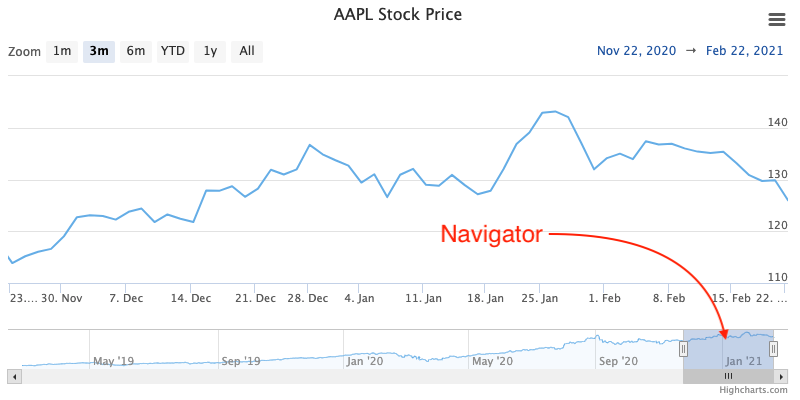 AAPL Stock Price
Zoom 1m 3m 6m YTD 1y All Nov 22, 2020 → Feb 22, 2021
140
130
120
Navigator
110
23.… 30. Nov 7. Dec 14. Dec 21. Dec 28. Dec 4. Jan 11. Jan 18. Jan 25. Jan 1. Feb 8. Feb 15. Feb 22. …
May '19 Sep '19 Jan '20 May '20 Sep '20 Jan '21
Highcharts.com